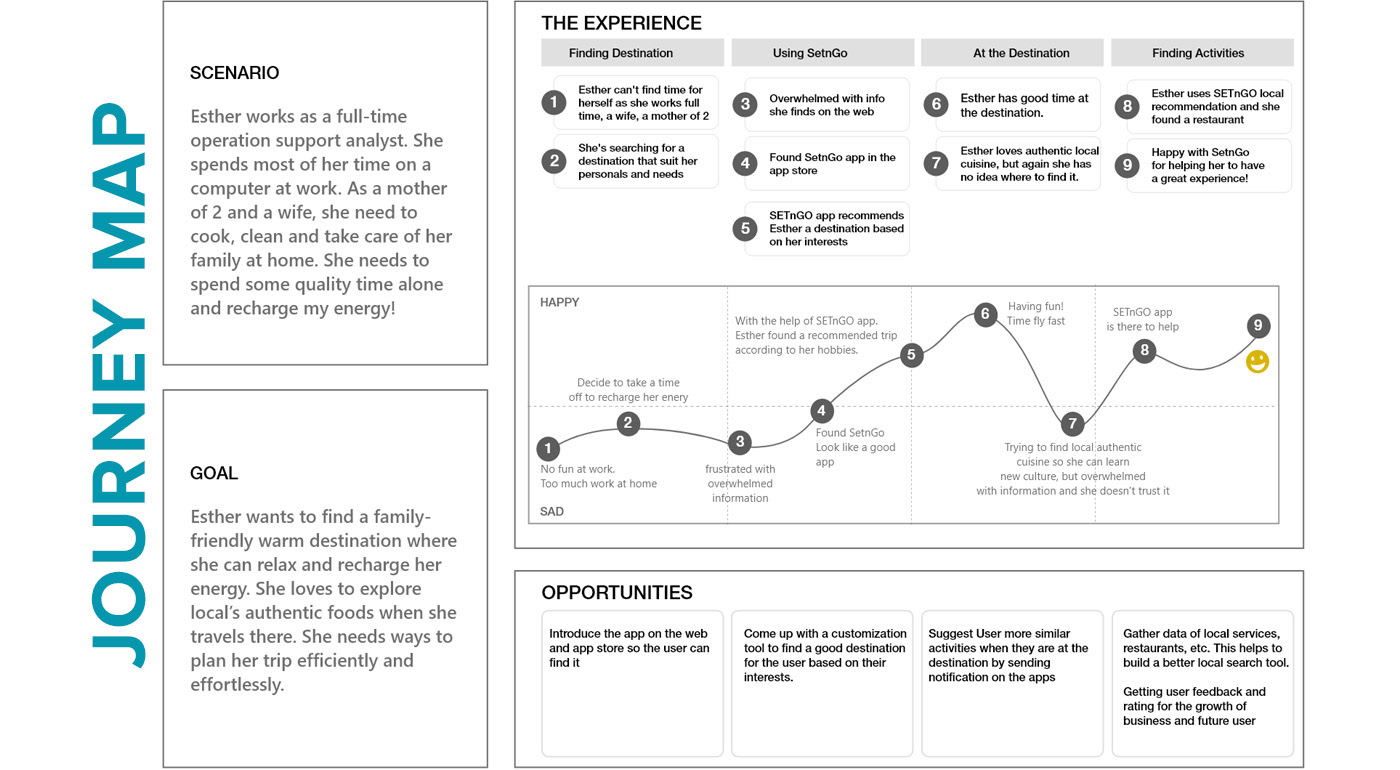 JOURNEY MAP
SCENARIO
Esther works as a full-time
operation support analyst. She
spends most of her time on a
computer at work. As a mother
of 2 and a wife, she need to
cook, clean and take care of her
family at home. She needs to
spend some quality time alone
and recharge my energy!
GOAL
Esther wants to find a family-
friendly warm destination where
she can relax and recharge her
energy. She loves to explore
local’s authentic foods when she
travels there. She needs ways to
plan her trip efficiently and
effortlessly.
THE EXPERIENCE
Finding Destination
1
Esther can't find time for
herself as she works full
time, a wife, a mother of 2
2
She's searching for a
destination that suit her
personals and needs
Using SetnGo
3
Overwhelmed with info
she finds on the web
4
Found SetnGo app in the
app store
5
SETnGO app recommends
Esther a destination based
on her interests
At the Destination
6
Esther has good time at
the destination.
7
Esther loves authentic local
cuisine, but again she has
no idea where to find it.
Finding Activities
8
Esther uses SETnGO local
recommendation and she
found a restaurant
9
Happy with SetnGo
for helping her to have
a great experience!
HAPPY
1
No fun at work.
Too much work at home
Decide to take a time
off to recharge her enery
2
3
frustrated with
overwhelmed
information
4
Found SetnGo
Look like a good
app
With the help of SETnGO app.
Esther found a recommended trip
according to her hobbies.
5
6
Having fun!
Time fly fast
7
Trying to find local authentic
cuisine so she can learn
new culture, but overwhelmed
with information and she doesn’t trust it
SETnGO app
is there to help
8
9
SAD
OPPORTUNITIES
Introduce the app on the web
and app store so the user can
find it
Come up with a customization
tool to find a good destination
for the user based on their
interests.
Suggest User more similar
activities when they are at the
destination by sending
notification on the apps
Gather data of local services,
restaurants, etc. This helps to
build a better local search tool.
Getting user feedback and
rating for the growth of
business and future user